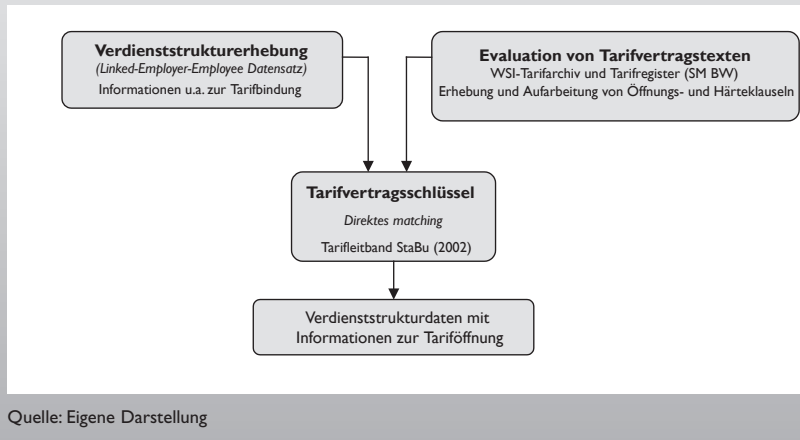 Verdienststrukturerhebung
(Linked-Employer-Employee Datensatz)
Informationen u.a. zur Tarifbindung
Evaluation von Tarifvertragstexten
WSI-Tarifarchiv und Tarifregister (SM BW)
Erhebung und Aufarbeitung von Öffnungs- und Härteklauseln
Tarifvertragsschlüssel
Direktes matching
Tarifleitband StaBu (2002)
Verdienststrukturdaten mit
Informationen zur Tariföffnung
Quelle: Eigene Darstellung